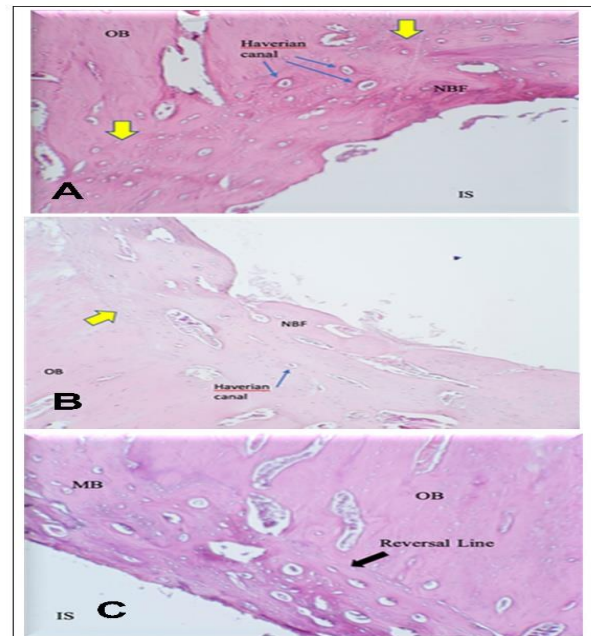 OB
Haverian
canal
NBF
IS
A
NBF
OB
Haverian
canal
B
MB
OB
Reversal Line
IS
C